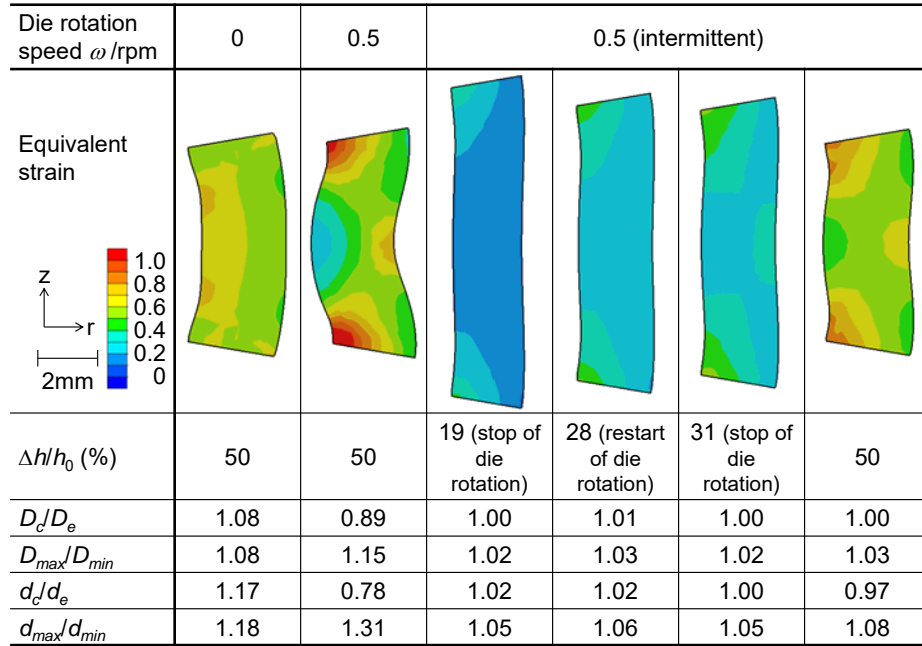 Die rotation speed ω /rpm 0 0.5 0.5 (intermittent)
Equivalent strain
z
r
2mm
1.0
0.8
0.6
0.4
0.2
0
Δh/h0 (%) 50 50 19 (stop of die rotation) 28 (restart of die rotation) 31 (stop of die rotation) 50
Dc/De 1.08 0.89 1.00 1.01 1.00 1.00
Dmax/Dmin 1.08 1.15 1.02 1.03 1.02 1.03
dc/de 1.17 0.78 1.02 1.02 1.00 0.97
dmax/dmin 1.18 1.31 1.05 1.06 1.05 1.08